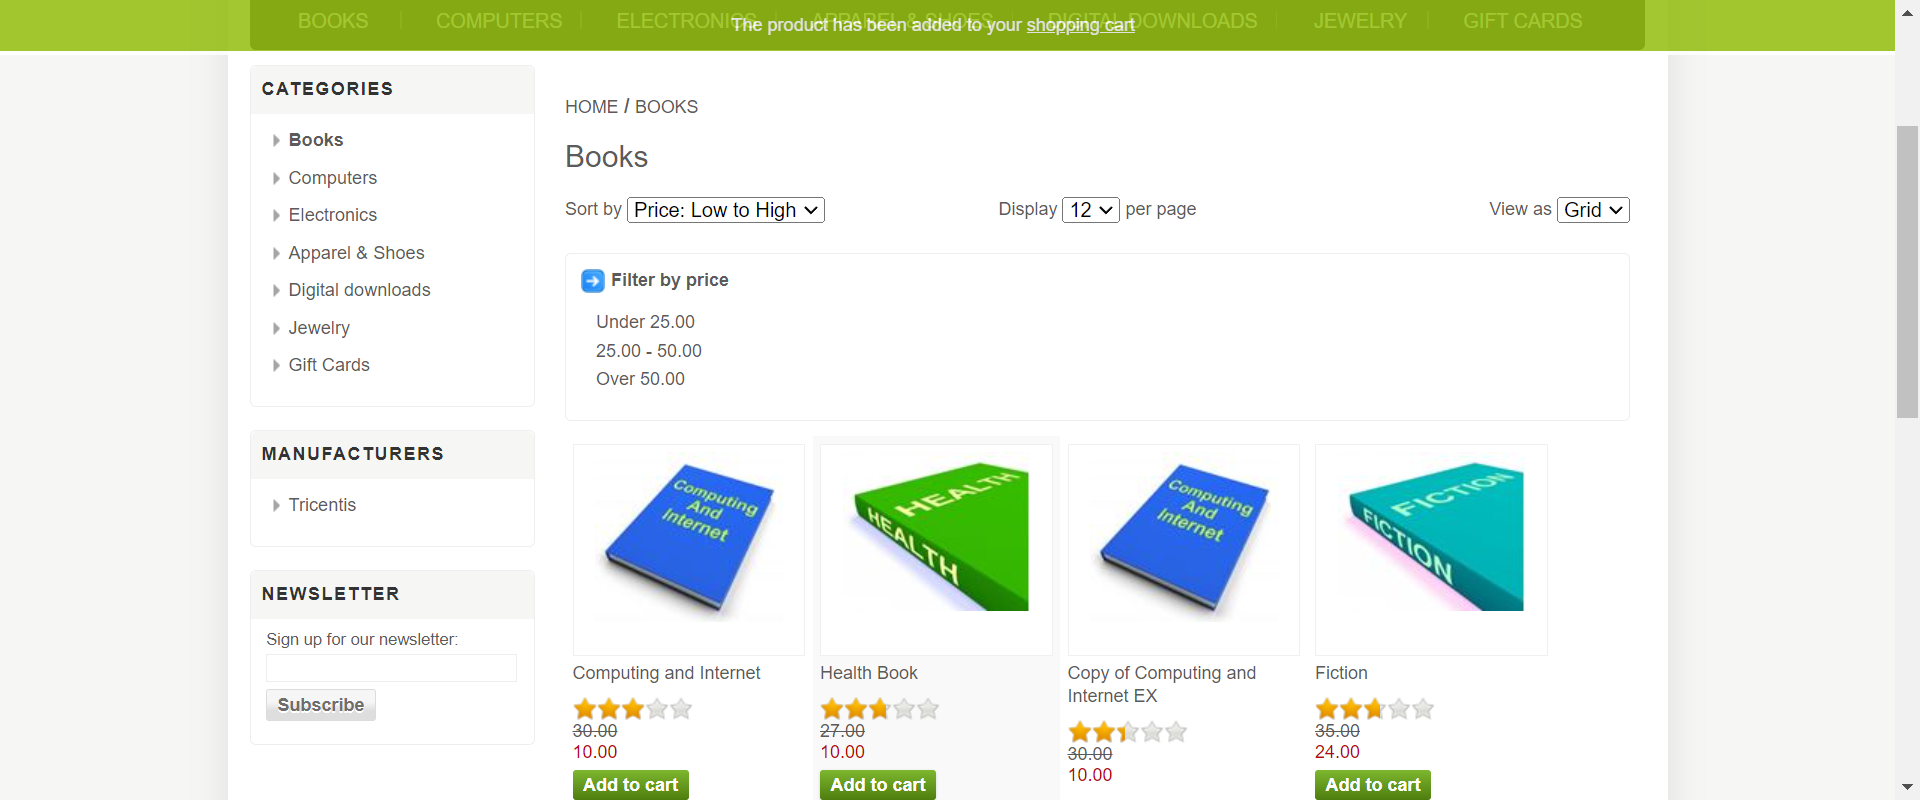 BOOKS COMPUTERS ELECTRONICS APPAREL & SHOES DIGITAL DOWNLOADS JEWELRY GIFT CARDS
The product has been added to your shopping cart
CATEGORIES
Books
Computers
Electronics
Apparel & Shoes
Digital downloads
Jewelry
Gift Cards
MANUFACTURERS
Tricentis
NEWSLETTER
Sign up for our newsletter:
Subscribe
HOME / BOOKS
Books
Sort by Price: Low to High Display 12 per page View as Grid
Filter by price
Under 25.00
25.00 - 50.00
Over 50.00
Computing
And
Internet
HEALTH
HEALTH
Computing
And
Internet
FICTION
FICTION
Computing and Internet
30.00
10.00
Add to cart
Health Book
27.00
10.00
Add to cart
Copy of Computing and
Internet EX
30.00
10.00
Fiction
35.00
24.00
Add to cart